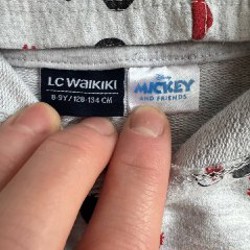 LC WAIKIKI
8-9Y/128-134 CM
Disney
MICKEY
AND FRIENDS